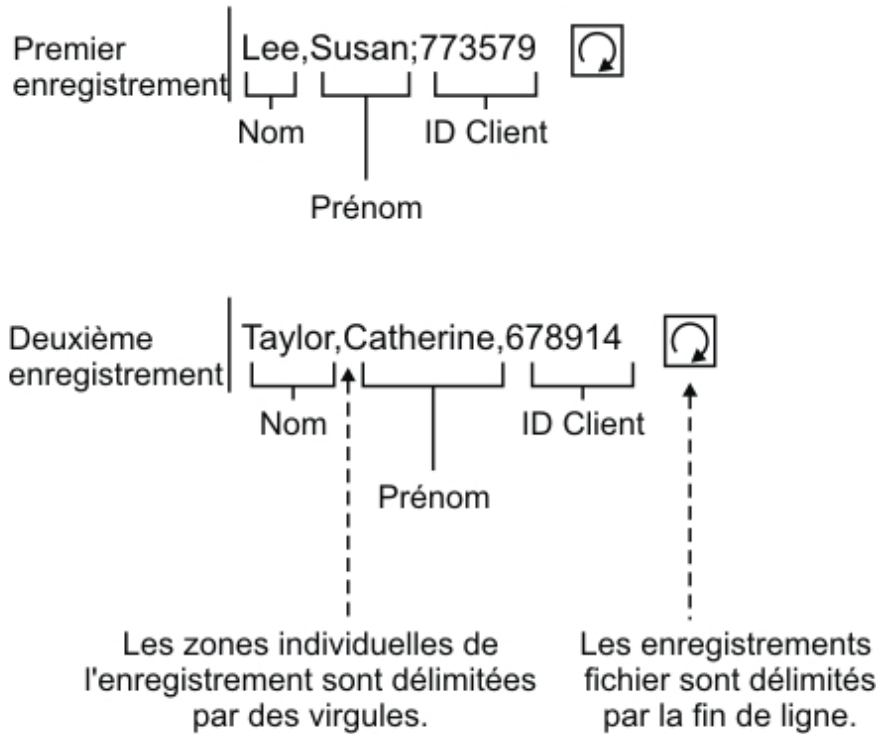 Premier
enregistrement
Lee,Susan;773579
Nom
ID Client
Prénom
Deuxième
enregistrement
Taylor,Catherine,678914
Nom
ID Client
Prénom
Les zones individuelles de
l'enregistrement sont délimitées
par des virgules.
Les enregistrements
fichier sont délimités
par la fin de ligne.